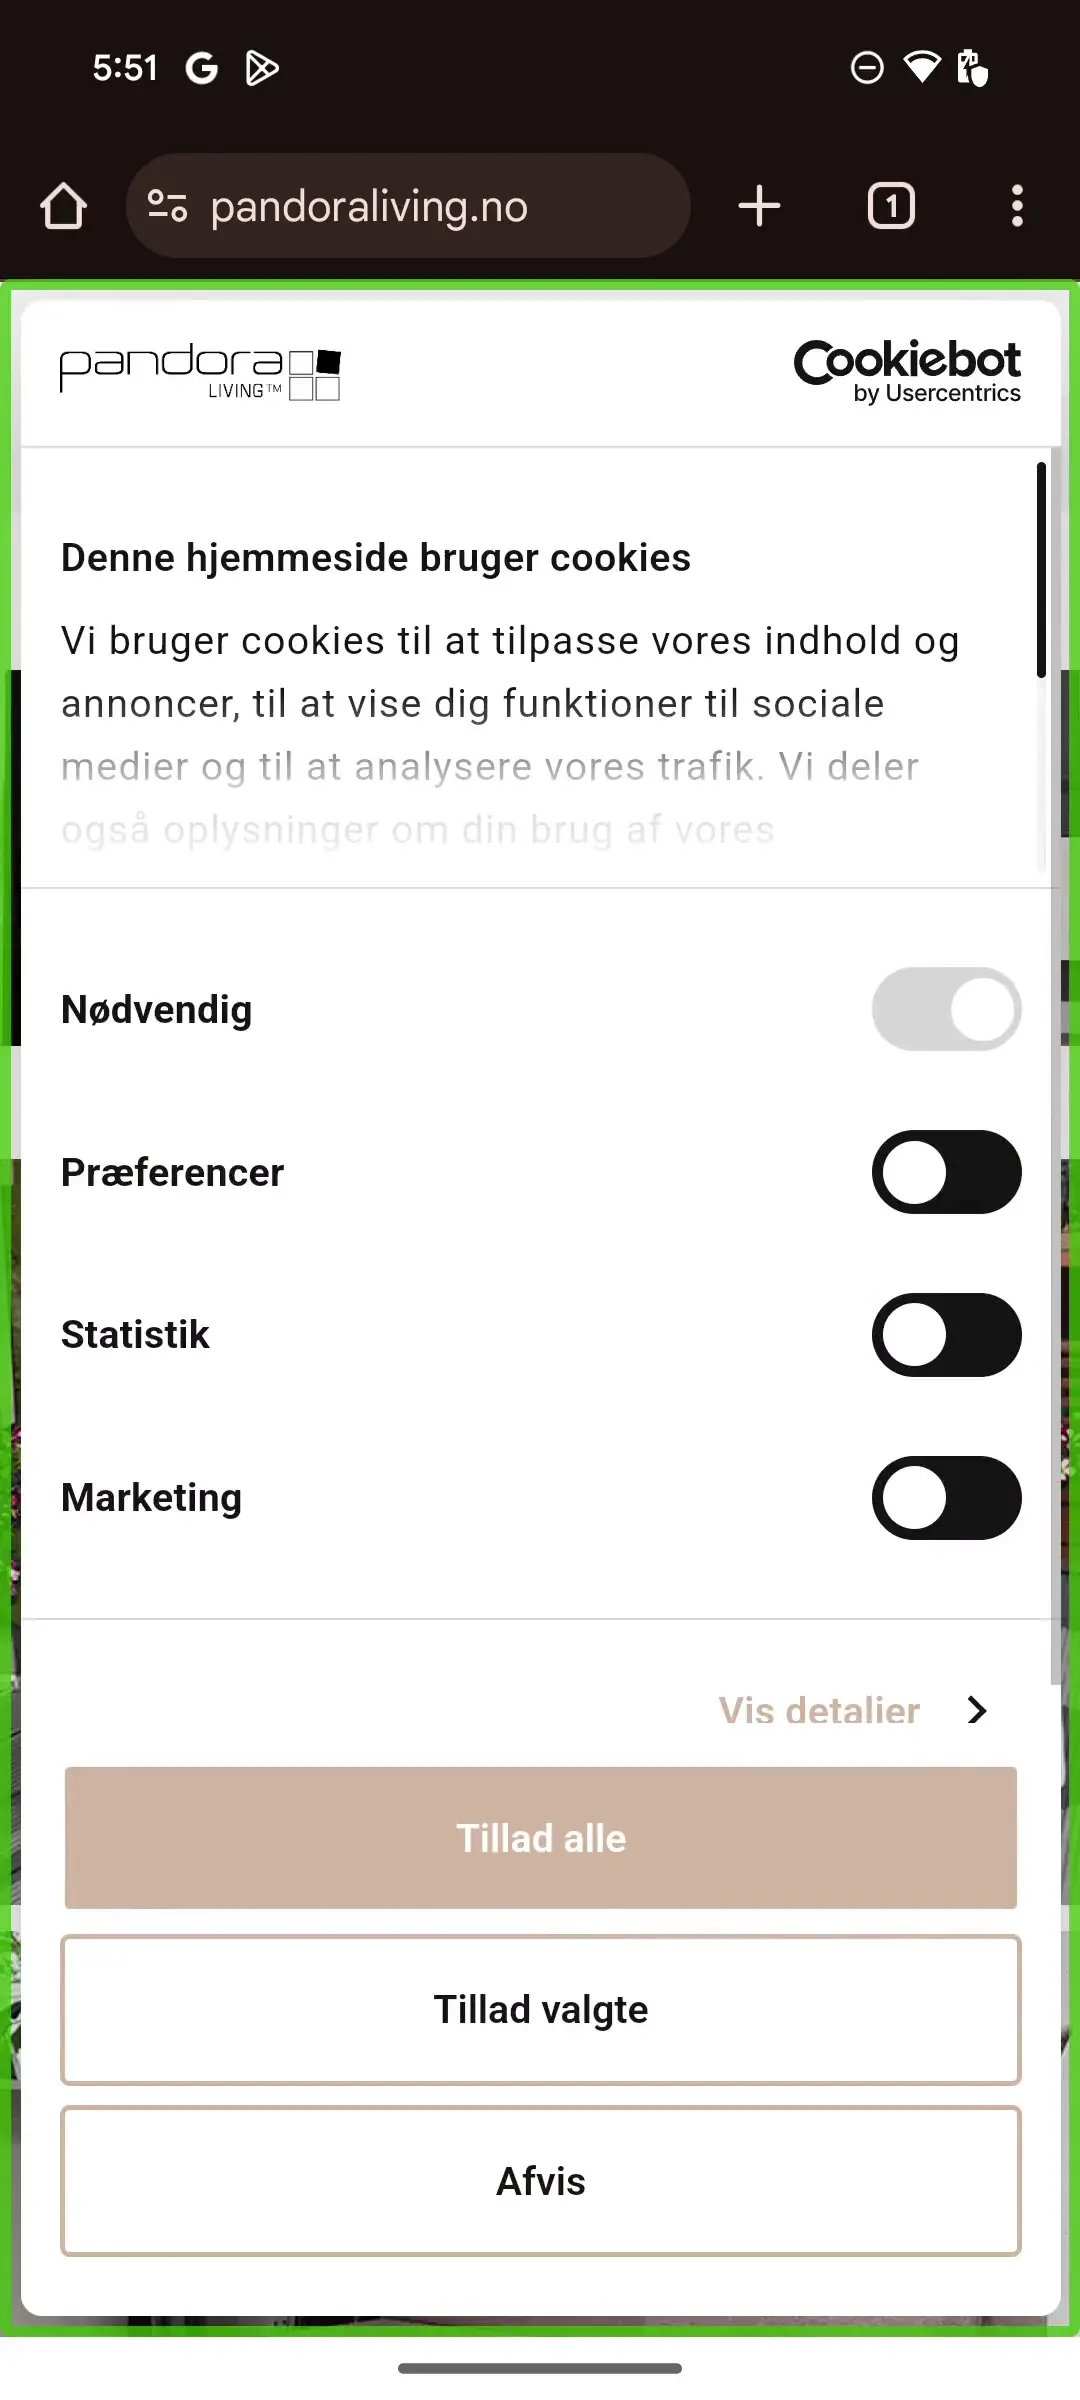 5:51
pandoraliving.no
1
pandora
LIVING™
Cookiebot
by Usercentrics
Denne hjemmeside bruger cookies
Vi bruger cookies til at tilpasse vores indhold og
annoncer, til at vise dig funktioner til sociale
medier og til at analysere vores trafik. Vi deler
også oplysninger om din brug af vores
Nødvendig
Præferencer
Statistik
Marketing
Vis detalier
Tillad alle
Tillad valgte
Afvis